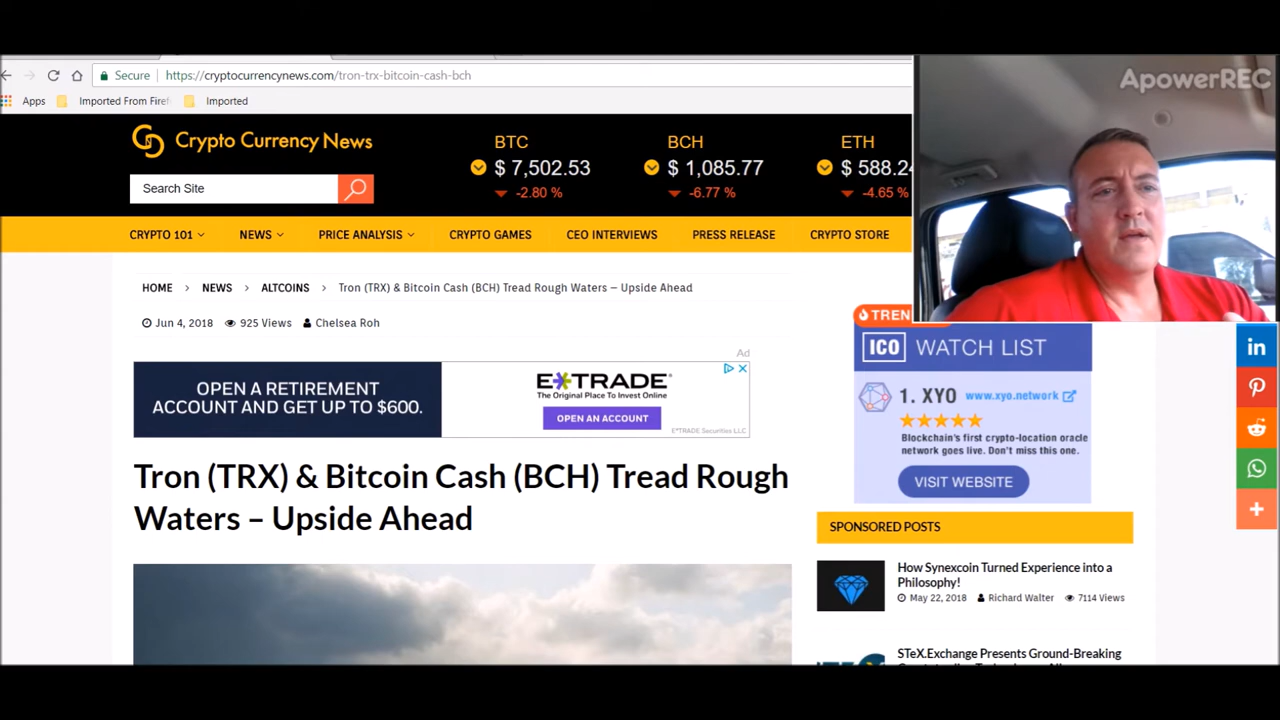 ApowerREC
Secure https://cryptocurrencynews.com/tron-trx-bitcoin-cash-bch
Apps Imported From Firef Imported
Crypto Currency News
BTC BCH ETH
$ 7,502.53 $ 1,085.77 $ 588.24
-2.80 % -6.77 % -4.65 %
Search Site
CRYPTO 101 NEWS PRICE ANALYSIS CRYPTO GAMES CEO INTERVIEWS PRESS RELEASE CRYPTO STORE
HOME > NEWS > ALTCOINS > Tron (TRX) & Bitcoin Cash (BCH) Tread Rough Waters – Upside Ahead
Jun 4, 2018 925 Views Chelsea Roh
TREN
Ad
OPEN A RETIREMENT
ACCOUNT AND GET UP TO $600.
E*TRADE
The Original Place To Invest Online
OPEN AN ACCOUNT
E*TRADE Securities LLC
ICO WATCH LIST
1. XYO www.xyo.network
Blockchain's first crypto-location oracle
network goes live. Don't miss this one.
VISIT WEBSITE
in
Tron (TRX) & Bitcoin Cash (BCH) Tread Rough
Waters – Upside Ahead
SPONSORED POSTS
How Synexcoin Turned Experience into a
Philosophy!
May 22, 2018 Richard Walter 7114 Views
STeX.Exchange Presents Ground-Breaking